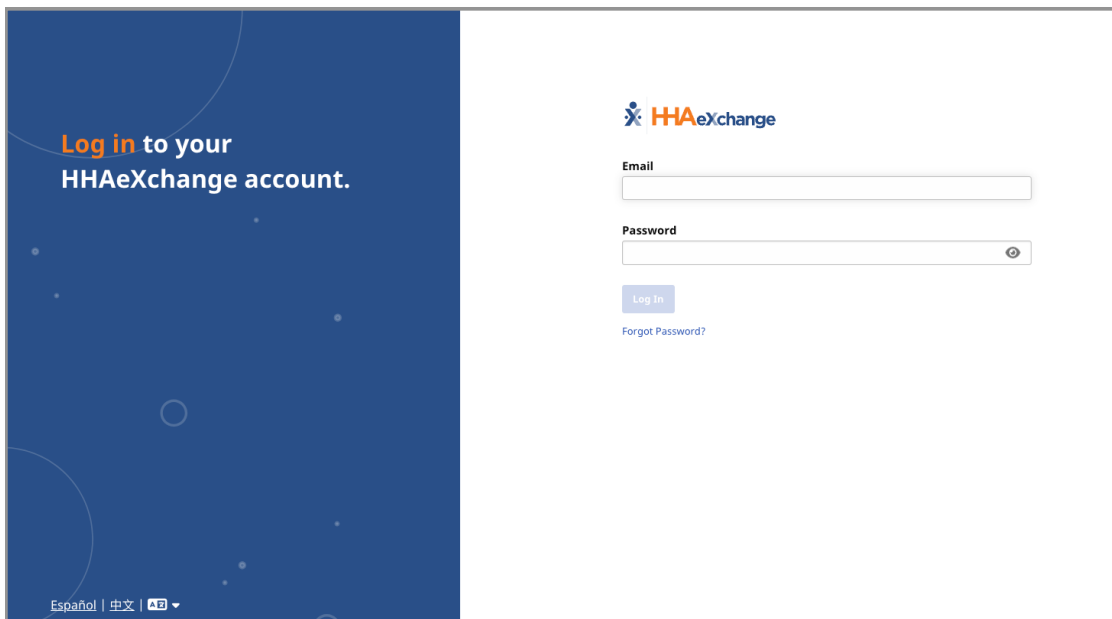 Log in to your
HHAeXchange account.
Español | 中文 |
HHAeXchange
Email
Password
Log In
Forgot Password?